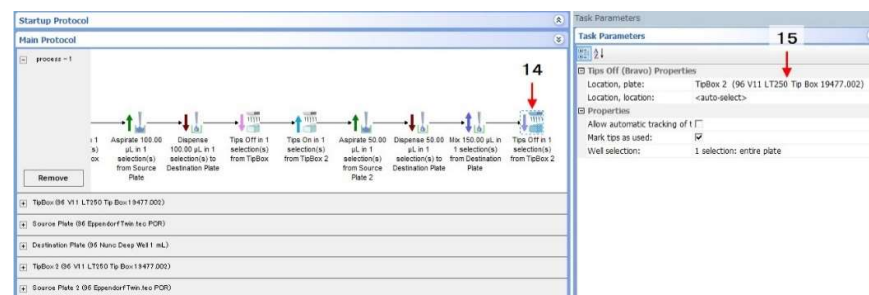 Startup Protocol
Main Protocol
process - 1
14
1
s)
ox
Aspirate 100.00
µL in 1
selection(s)
from Source
Plate
Dispense
100.00 µL in 1
selection(s) to
Destination Plate
Tips Off in 1
selection(s)
from TipBox
Tips On in 1
selection(s)
from TipBox 2
Aspirate 50.00
µL in 1
selection(s)
from Source
Plate 2
Dispense 50.00
µL in 1
selection(s) to
Destination Plate
Mix 150.00 µL in
1 selection(s)
from Destination
Plate
Tips Off in 1
selection(s)
from TipBox 2
Remove
TipBox (96 V11 LT250 Tip Box 19477.002)
Source Plate (96 Eppendorf Twin.tec PCR)
Destination Plate (96 Nunc Deep Well 1 mL)
TipBox 2 (96 V11 LT250 Tip Box 19477.002)
Source Plate 2 (96 Eppendorf Twin.tec PCR)
Task Parameters
Task Parameters
15
Tips Off (Bravo) Properties
Location, plate: TipBox 2 (96 V11 LT250 Tip Box 19477.002)
Location, location: <auto-select>
Properties
Allow automatic tracking of t
Mark tips as used:
Well selection: 1 selection: entire plate